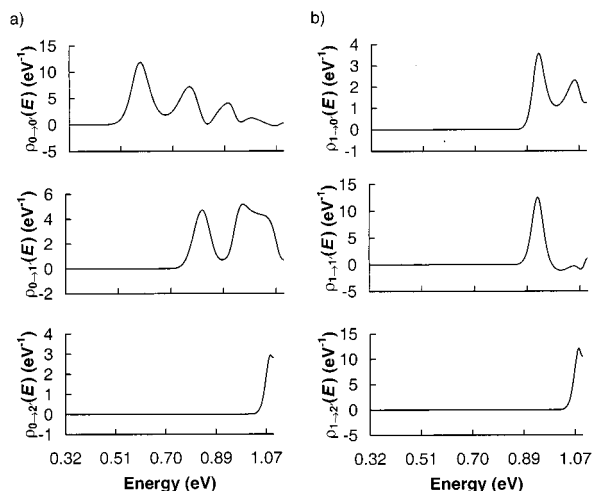 a)
ρ0→0'(E) (eV-1)
15
10
5
0
-5
ρ0→1'(E) (eV-1)
6
4
2
0
-2
ρ0→2'(E) (eV-1)
4
3
2
1
0
-1
0.32 0.51 0.70 0.89 1.07
Energy (eV)
b)
ρ1→0'(E) (eV-1)
4
3
2
1
0
-1
ρ1→1'(E) (eV-1)
15
10
5
0
-5
ρ1→2'(E) (eV-1)
15
10
5
0
-5
0.32 0.51 0.70 0.89 1.07
Energy (eV)